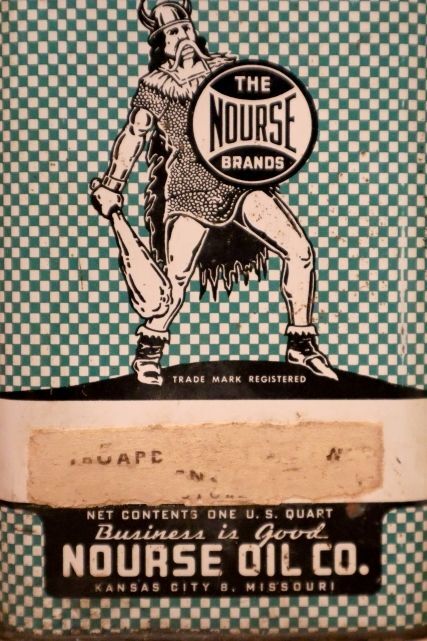 THE
NOURSE
BRANDS
TRADE MARK REGISTERED
NET CONTENTS ONE U. S. QUART
Business is Good
NOURSE OIL CO.
KANSAS CITY 8, MISSOURI